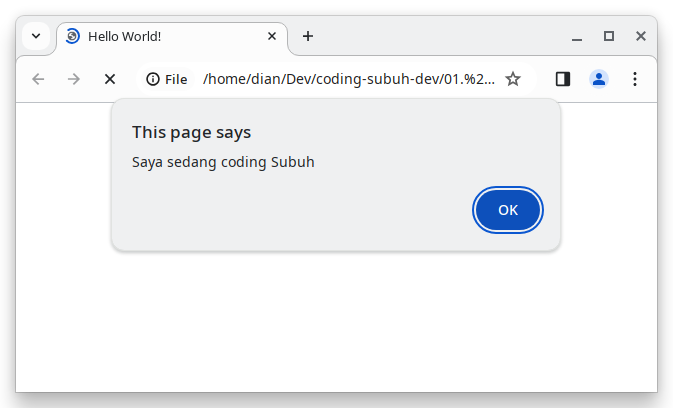 Hello World!
File /home/dian/Dev/coding-subuh-dev/01.%2...
This page says
Saya sedang coding Subuh
OK